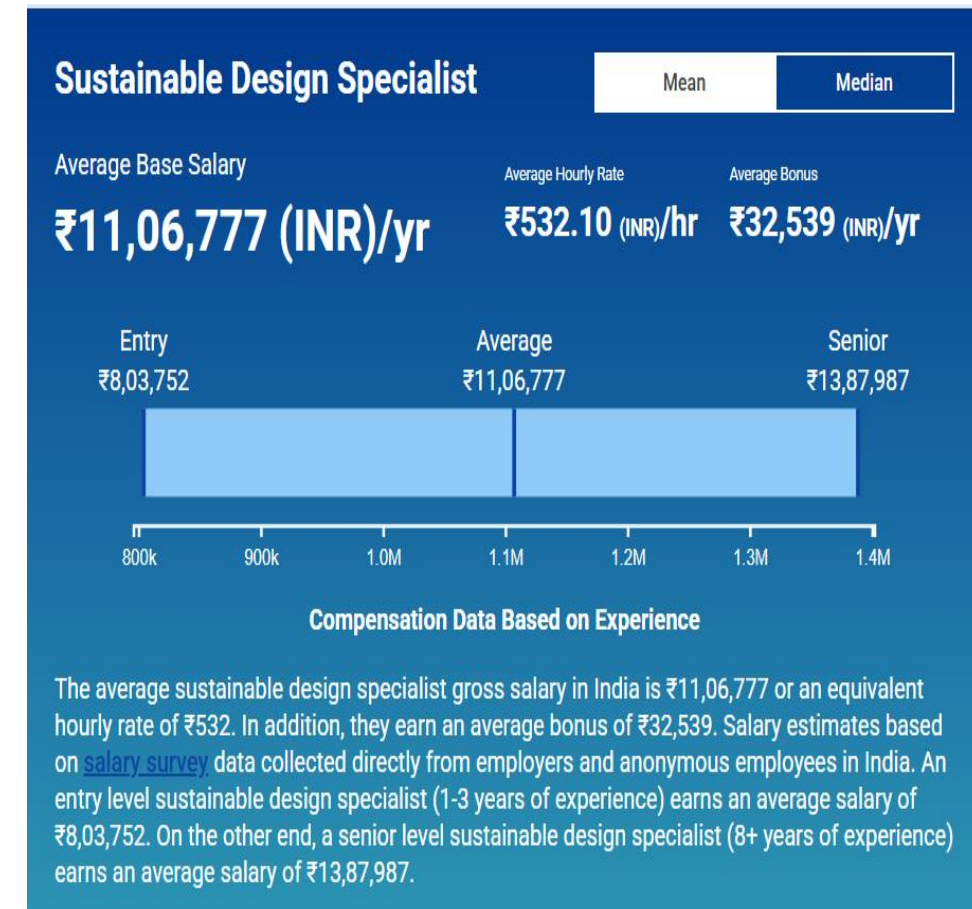 Sustainable Design Specialist
Mean Median
Average Base Salary
₹11,06,777 (INR)/yr
Average Hourly Rate
₹532.10 (INR)/hr
Average Bonus
₹32,539 (INR)/yr
Entry Average Senior
₹8,03,752 ₹11,06,777 ₹13,87,987
800k 900k 1.0M 1.1M 1.2M 1.3M 1.4M
Compensation Data Based on Experience
The average sustainable design specialist gross salary in India is ₹11,06,777 or an equivalent
hourly rate of ₹532. In addition, they earn an average bonus of ₹32,539. Salary estimates based
on salary survey data collected directly from employers and anonymous employees in India. An
entry level sustainable design specialist (1-3 years of experience) earns an average salary of
₹8,03,752. On the other end, a senior level sustainable design specialist (8+ years of experience)
earns an average salary of ₹13,87,987.